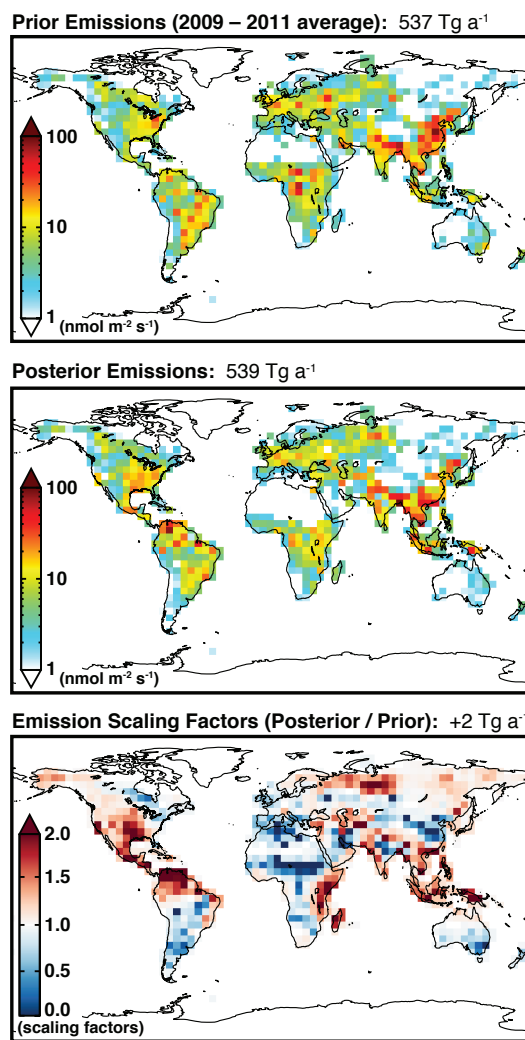 Prior Emissions (2009 – 2011 average): 537 Tg a⁻¹
100
10
1
(nmol m⁻² s⁻¹)
Posterior Emissions: 539 Tg a⁻¹
100
10
1
(nmol m⁻² s⁻¹)
Emission Scaling Factors (Posterior / Prior): +2 Tg a⁻¹
2.0
1.5
1.0
0.5
0.0
(scaling factors)